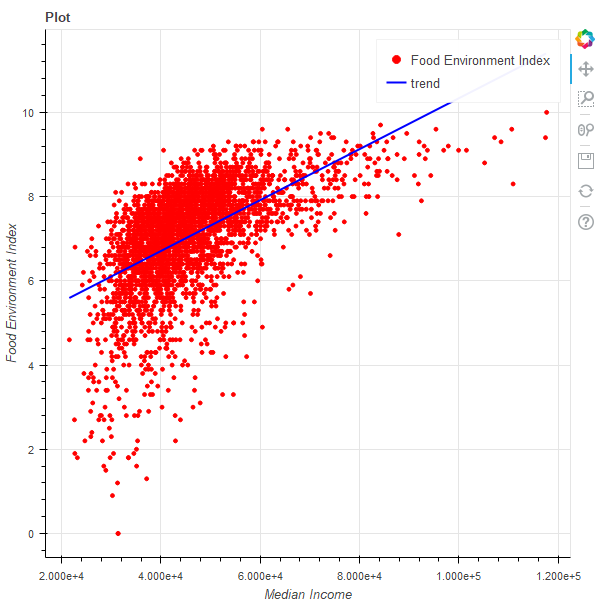 Plot
Food Environment Index
trend
Food Environment Index
10
8
6
4
2
0
2.000e+4 4.000e+4 6.000e+4 8.000e+4 1.000e+5 1.200e+5
Median Income